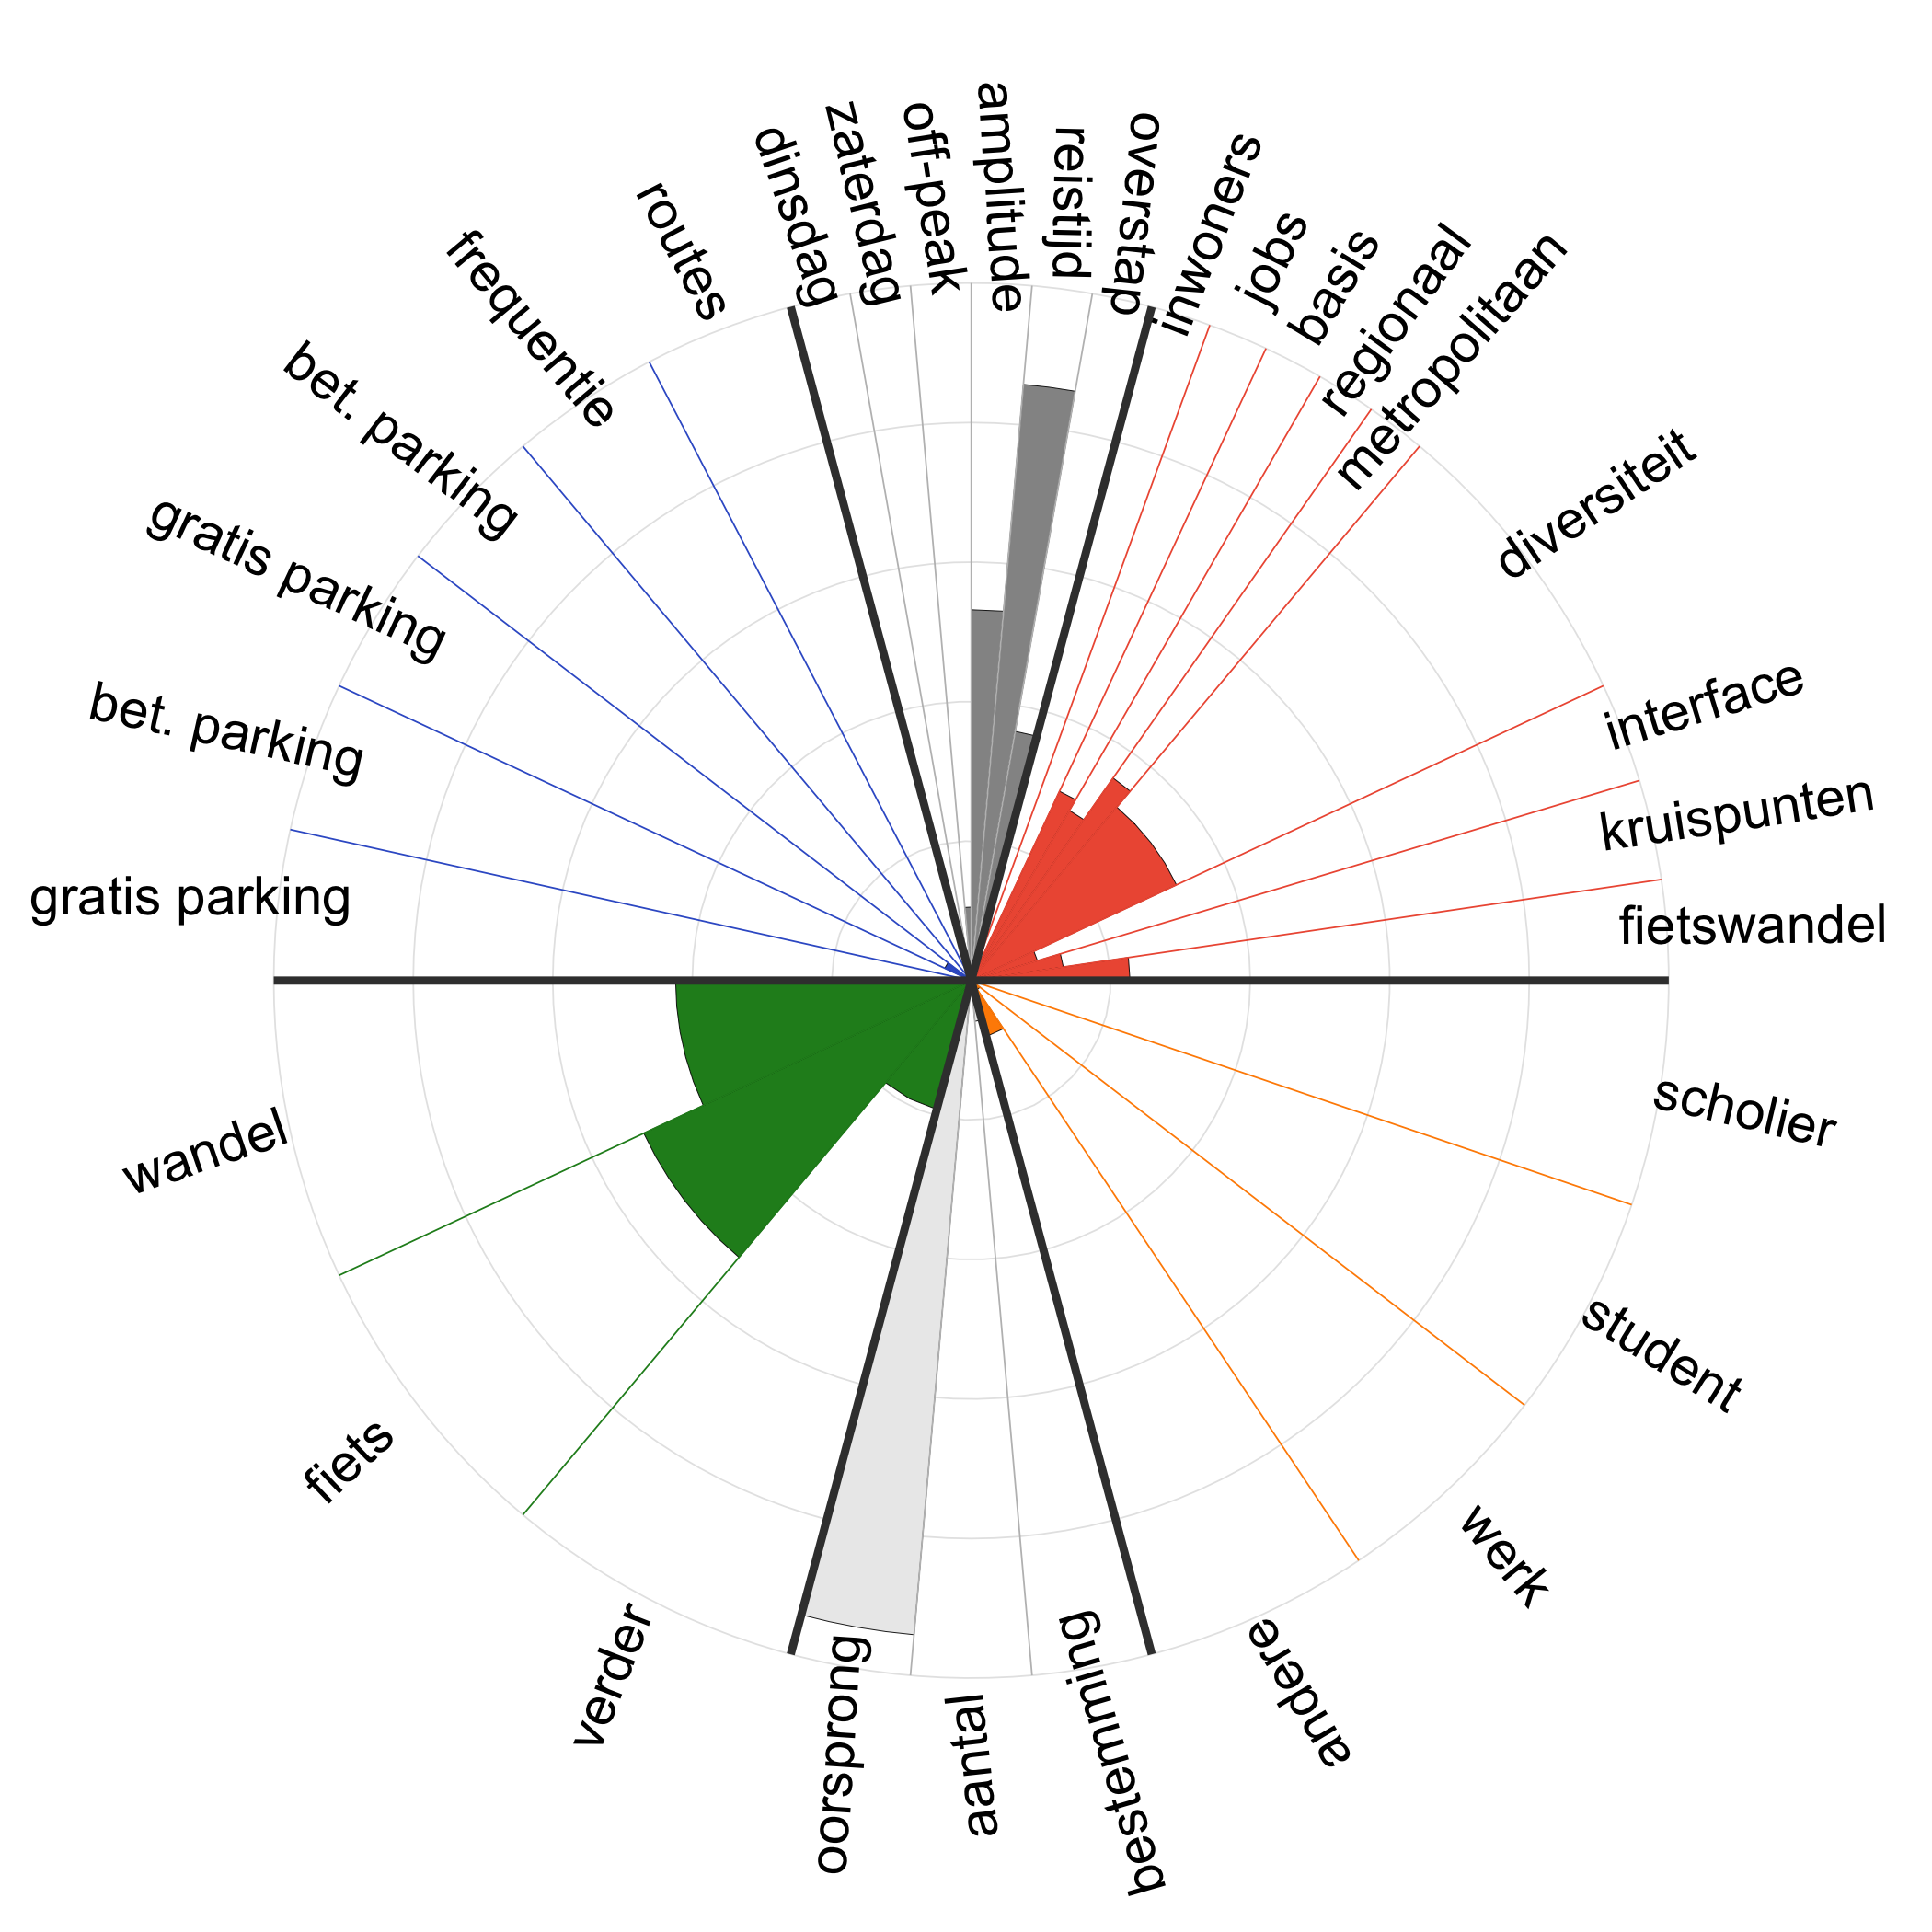 dinsdag
zaterdag
off-peak
amplitude
reistijd
overstap
inwoners
jobs
basis
regionaal
metropolitaan
diversiteit
interface
kruispunten
fietswandel
scholier
student
werk
andere
bestemming
aantal
oorsprong
verder
fiets
wandel
gratis parking
bet. parking
gratis parking
bet. parking
frequentie
routes